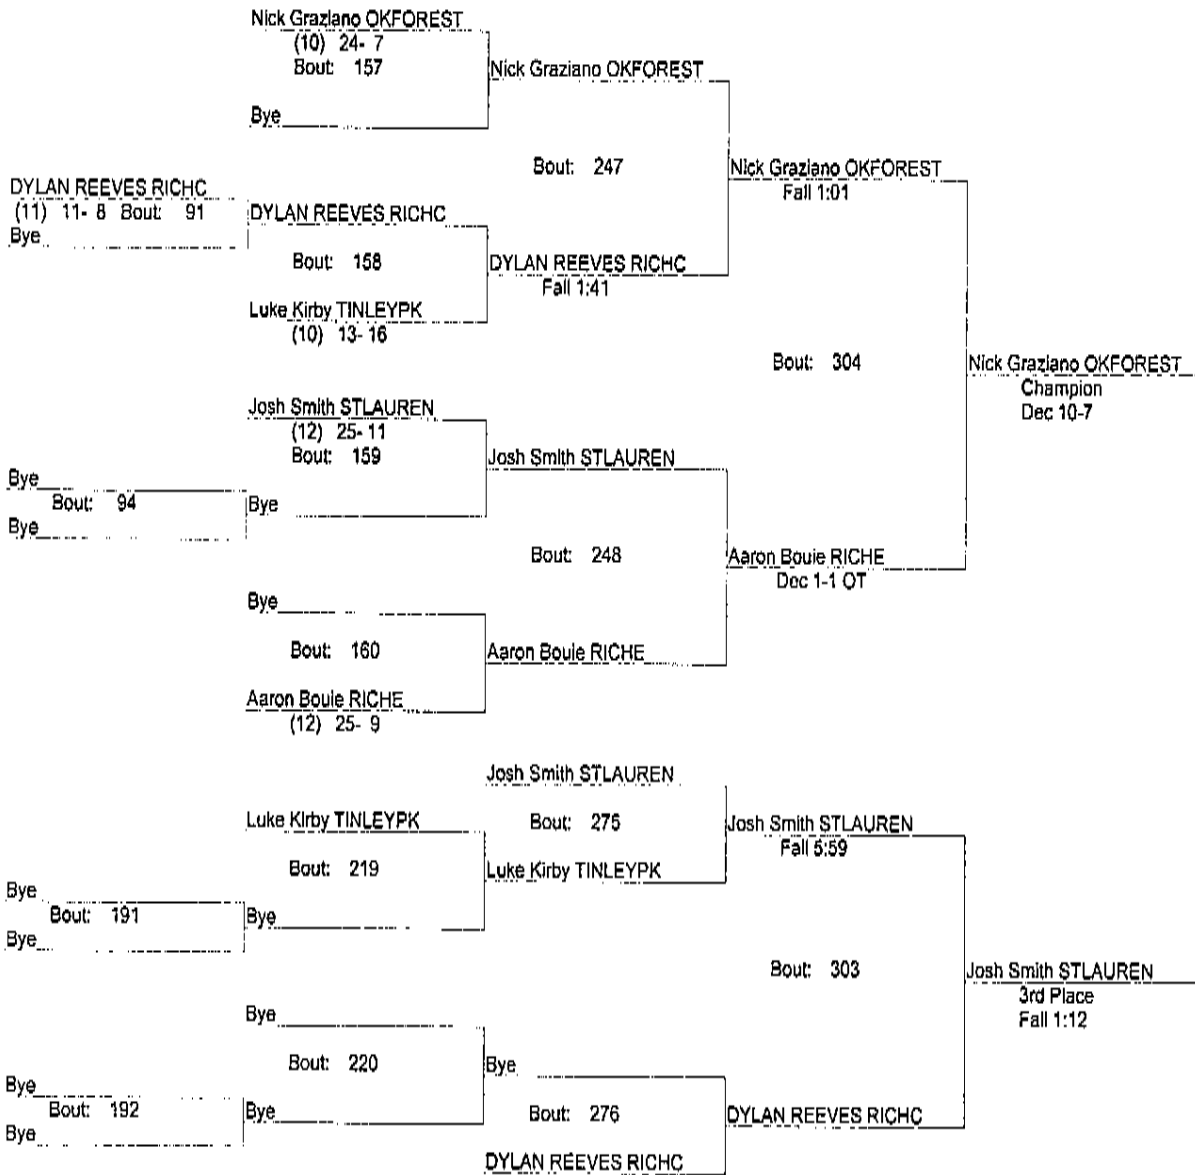 Nick Graziano OKFOREST
(10) 24- 7
Bout: 157
Nick Graziano OKFOREST
Bye
Bout: 247
Nick Graziano OKFOREST
Fall 1:01
DYLAN REEVES RICHC
(11) 11- 8 Bout: 91
DYLAN REEVES RICHC
Bye
Bout: 158
DYLAN REEVES RICHC
Fall 1:41
Luke Kirby TINLEYPK
(10) 13- 16
Bout: 304
Nick Graziano OKFOREST
Champion
Dec 10-7
Josh Smith STLAUREN
(12) 25- 11
Bout: 159
Josh Smith STLAUREN
Bye
Bout: 94
Bye
Bye
Bout: 248
Aaron Bouie RICHE
Dec 1-1 OT
Bye
Bout: 160
Aaron Bouie RICHE
Aaron Bouie RICHE
(12) 25- 9
Josh Smith STLAUREN
Luke Kirby TINLEYPK
Bout: 275
Josh Smith STLAUREN
Fall 5:59
Bout: 219
Luke Kirby TINLEYPK
Bye
Bout: 191
Bye
Bye
Bout: 303
Josh Smith STLAUREN
3rd Place
Fall 1:12
Bye
Bout: 220
Bye
Bye
Bout: 192
Bye
Bye
Bout: 276
DYLAN REEVES RICHC
DYLAN REEVES RICHC